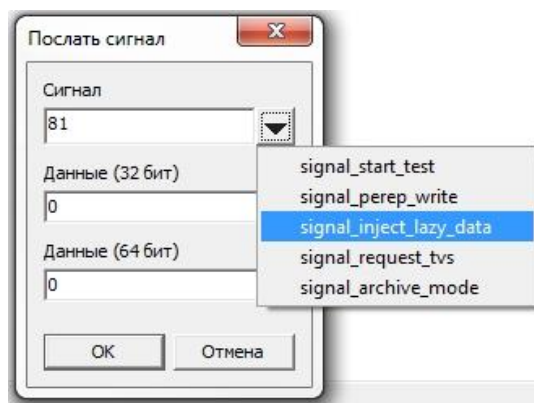 Послать сигнал
Сигнал
81
Данные (32 бит)
0
Данные (64 бит)
0
OK
Отмена
signal_start_test
signal_perep_write
signal_inject_lazy_data
signal_request_tvs
signal_archive_mode